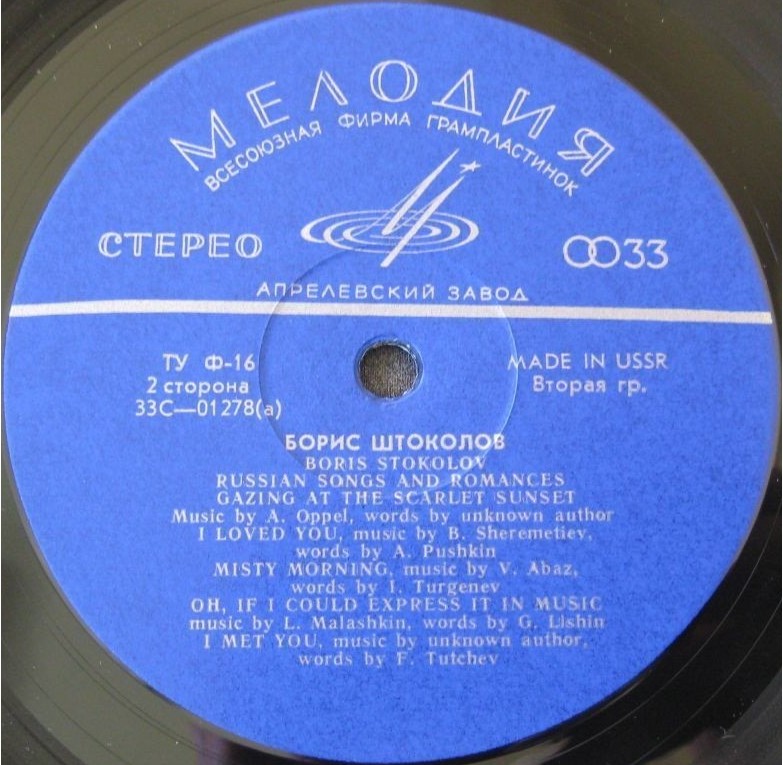 МЕЛОДИЯ
ВСЕСОЮЗНАЯ ФИРМА ГРАМПЛАСТИНОК
СТЕРЕО
33
АПРЕЛЕВСКИЙ ЗАВОД
ТУ Ф-16
MADE IN USSR
2 сторона
Вторая гр.
33С—01278(а)
БОРИС ШТОКОЛОВ
BORIS STOKOLOV
RUSSIAN SONGS AND ROMANCES
GAZING AT THE SCARLET SUNSET
Music by A. Oppel, words by unknown author
I LOVED YOU, music by B. Sheremetiev,
words by A. Pushkin
MISTY MORNING, music by V. Abaz,
words by I. Turgenev
OH, IF I COULD EXPRESS IT IN MUSIC
music by L. Malashkin, words by G. Lishin
I MET YOU, music by unknown author,
words by F. Tutchev